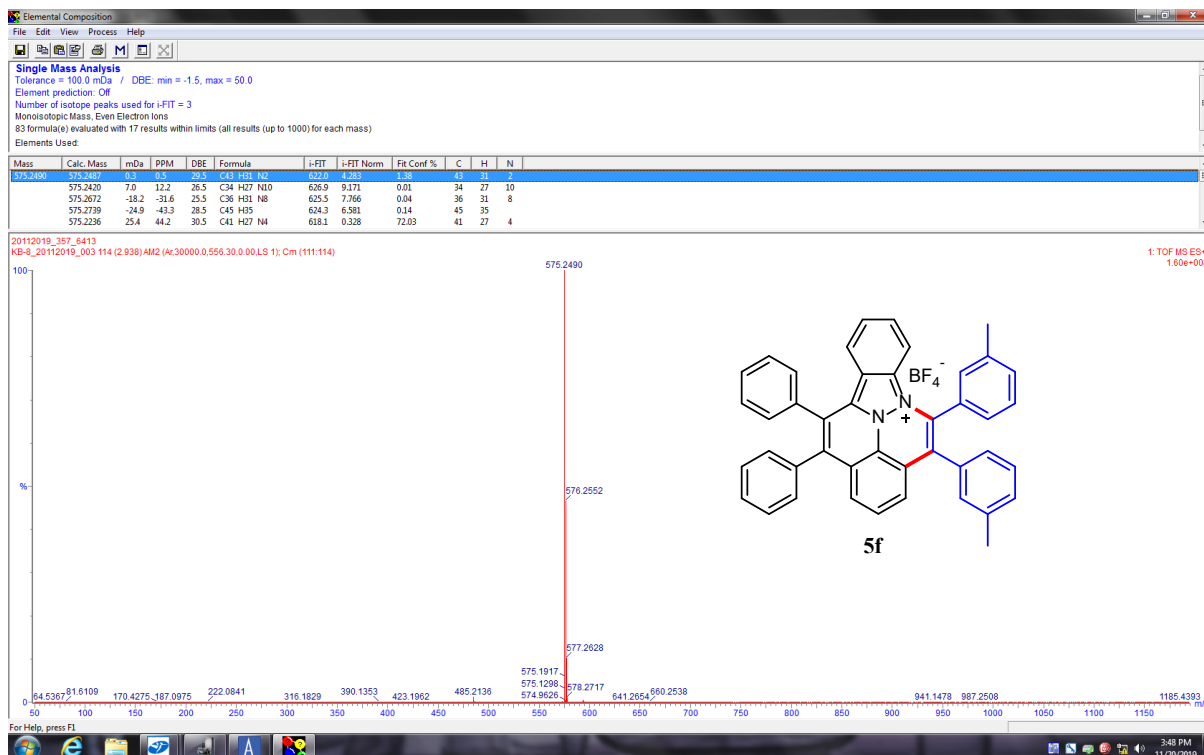 Elemental Composition
File Edit View Process Help
Single Mass Analysis
Tolerance = 100.0 mDa / DBE: min = -1.5, max = 50.0
Element prediction: Off
Number of isotope peaks used for i-FIT = 3
Monoisotopic Mass, Even Electron Ions
83 formula(e) evaluated with 17 results within limits (all results (up to 1000) for each mass)
Elements Used:
Mass Calc. Mass mDa PPM DBE Formula i-FIT i-FIT Norm Fit Conf % C H N
575.2490 575.2487 0.3 0.5 29.5 C43 H31 N2 622.0 4.283 1.38 43 31 2
575.2420 7.0 12.2 26.5 C34 H27 N10 626.9 9.171 0.01 34 27 10
575.2672 -18.2 -31.6 25.5 C36 H31 N8 625.5 7.766 0.04 36 31 8
575.2739 -24.9 -43.3 28.5 C45 H35 624.3 6.581 0.14 45 35
575.2236 25.4 44.2 30.5 C41 H27 N4 618.1 0.328 72.03 41 27 4
20112019_357_6413
KB-8_20112019_003 114 (2.938) AM2 (Ar,30000.0,556.30,0.00,LS 1); Cm (111:114)
1: TOF MS ES+
1.60e+00
575.2490
100
BF4-
N N
+
%
576.2552
5f
577.2628
575.1917
575.1298
574.9626
578.2717
0
64.5367 81.6109 170.4275 187.0975 222.0841 316.1829 390.1353 423.1962 485.2136 641.2654 660.2538 941.1478 987.2508 1185.4393
50 100 150 200 250 300 350 400 450 500 550 600 650 700 750 800 850 900 950 1000 1050 1100 1150 m/
For Help, press F1
3:48 PM
11/20/2019